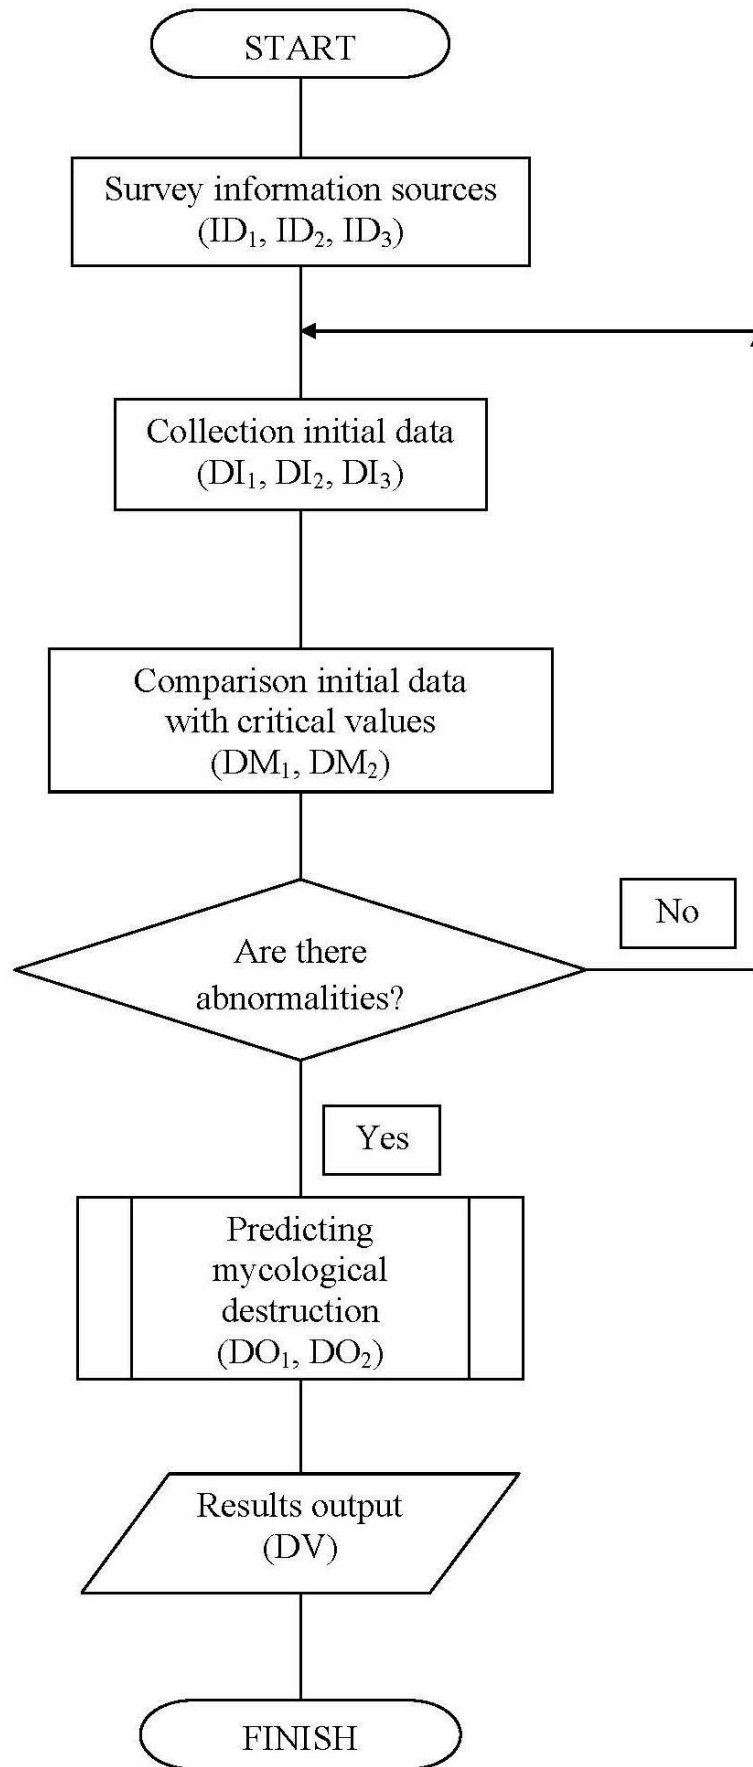 START
Survey information sources
(ID₁, ID₂, ID₃)
Collection initial data
(DI₁, DI₂, DI₃)
Comparison initial data
with critical values
(DM₁, DM₂)
Are there
abnormalities?
No
Yes
Predicting
mycological
destruction
(DO₁, DO₂)
Results output
(DV)
FINISH